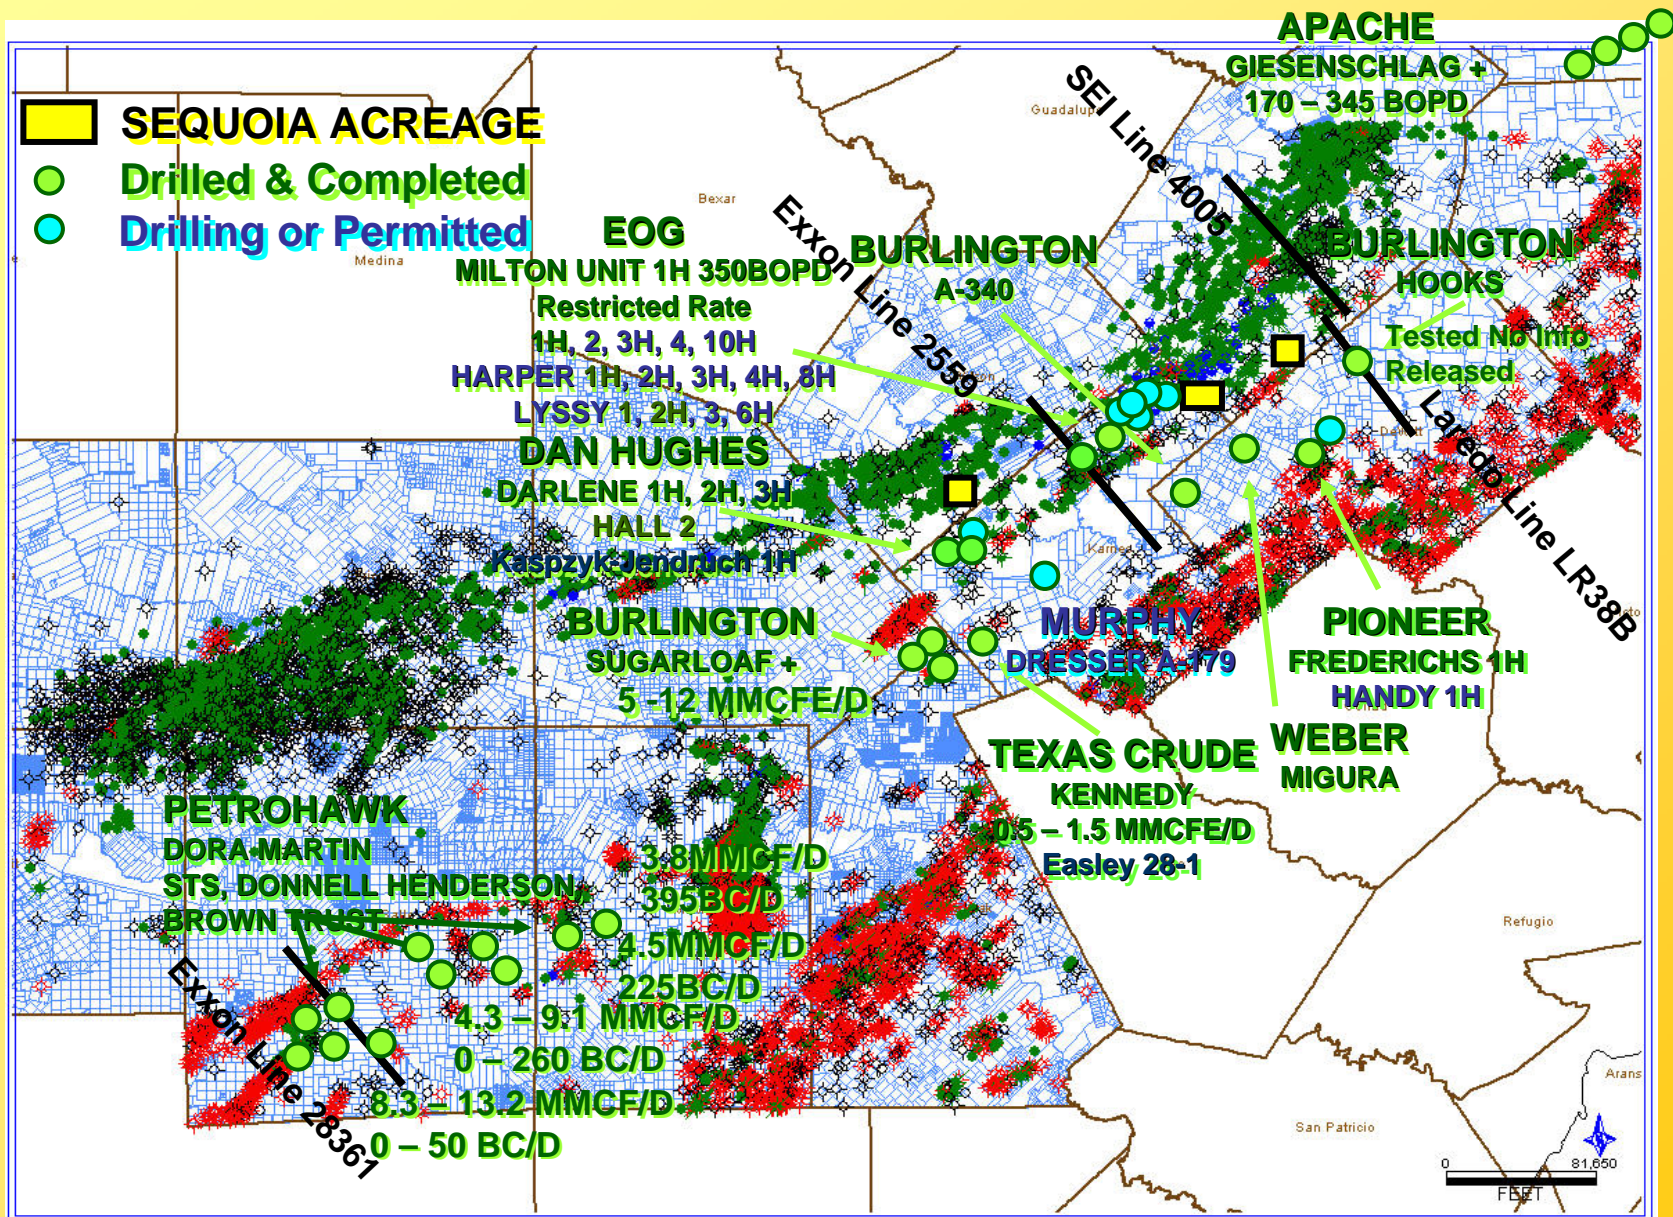 APACHE
GIESENSCHLAG +
170 – 345 BOPD
SEQUOIA ACREAGE
Drilled & Completed
Drilling or Permitted
Guadalupe
SEI Line 4005
Bexar
Medina
Exxon Line 2559
EOG
MILTON UNIT 1H 350BOPD
Restricted Rate
1H, 2, 3H, 4, 10H
HARPER 1H, 2H, 3H, 4H, 8H
LYSSY 1, 2H, 3, 6H
BURLINGTON
A-340
BURLINGTON
HOOKS
Tested No Info
Released
DAN HUGHES
DARLENE 1H, 2H, 3H
HALL 2
Kaspzyk-Jendruch 1H
Karnes
Laredo Line LR38B
BURLINGTON
SUGARLOAF +
5 -12 MMCFE/D
MURPHY
DRESSER A-179
PIONEER
FREDERICHS 1H
HANDY 1H
WEBER
MIGURA
TEXAS CRUDE
KENNEDY
0.5 – 1.5 MMCFE/D
Easley 28-1
PETROHAWK
DORA MARTIN
STS, DONNELL HENDERSON,
BROWN TRUST
3.8MMCF/D
395BC/D
4.5MMCF/D
225BC/D
4.3 – 9.1 MMCF/D
0 – 260 BC/D
8.3 – 13.2 MMCF/D
0 – 50 BC/D
Exxon Line 28361
Refugio
Arans
San Patricio
0 81,650
FEET